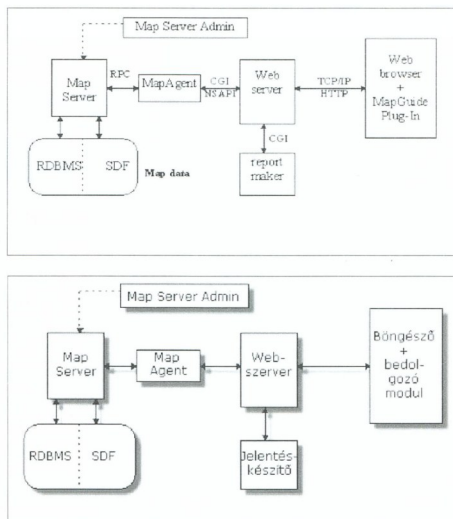 Map Server Admin
Map
Server
RPC
MapAgent
CGI
NSAPI
Web
server
TCP/IP
HTTP
Web
browser
+
MapGuide
Plug-In
RDBMS
SDF
Map data
CGI
report
maker
Map Server Admin
Map
Server
Map
Agent
Web-
szerver
Böngésző
+
bedol-
gozó
modul
RDBMS
SDF
Jelentés-
készítő